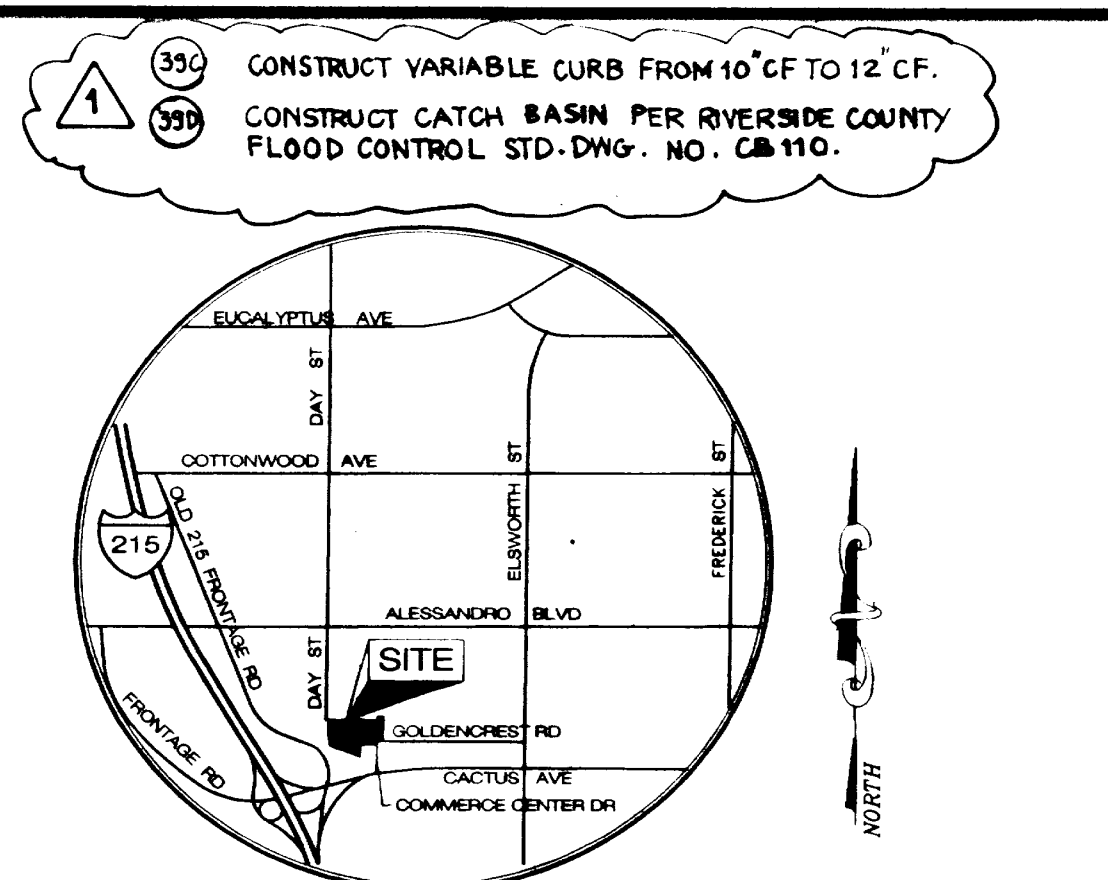 39C CONSTRUCT VARIABLE CURB FROM 10"CF TO 12"CF.
1
39D CONSTRUCT CATCH BASIN PER RIVERSIDE COUNTY
FLOOD CONTROL STD. DWG. NO. CB 110.
EUCALYPTUS AVE
DAY ST
COTTONWOOD AVE
ELSWORTH ST
FREDERICK ST
OLD 215 FRONTAGE RD
215
ALESSANDRO BLVD
DAY ST
SITE
GOLDENCREST RD
FRONTAGE RD
CACTUS AVE
COMMERCE CENTER DR
NORTH